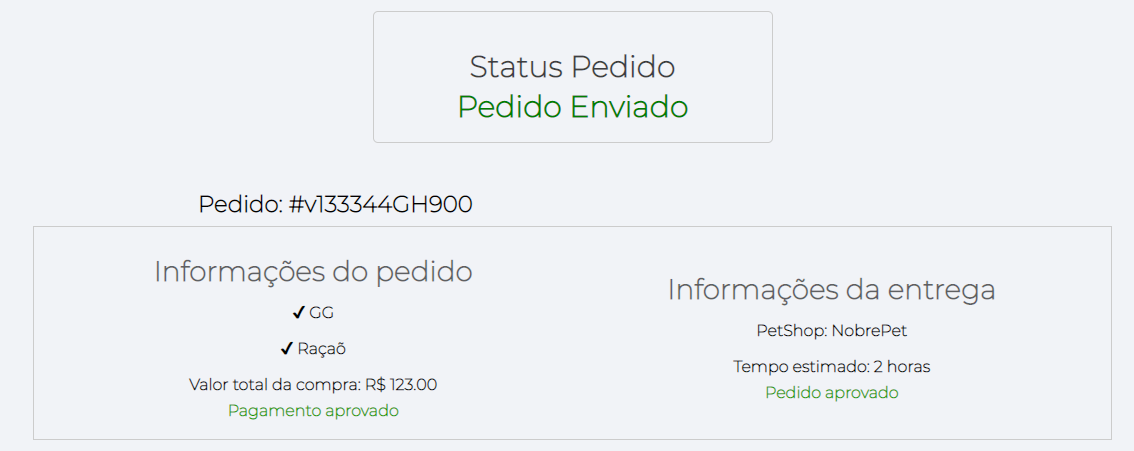 Status Pedido
Pedido Enviado
Pedido: #v133344GH900
Informações do pedido
✔ GG
✔ Raçaõ
Valor total da compra: R$ 123.00
Pagamento aprovado
Informações da entrega
PetShop: NobrePet
Tempo estimado: 2 horas
Pedido aprovado